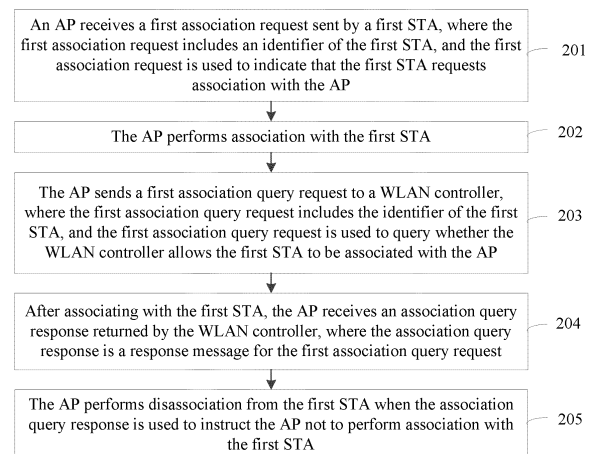 An AP receives a first association request sent by a first STA, where the
first association request includes an identifier of the first STA, and the first
association request is used to indicate that the first STA requests
association with the AP
201
The AP performs association with the first STA
202
The AP sends a first association query request to a WLAN controller,
where the first association query request includes the identifier of the first
STA, and the first association query request is used to query whether the
WLAN controller allows the first STA to be associated with the AP
203
After associating with the first STA, the AP receives an association query
response returned by the WLAN controller, where the association query
response is a response message for the first association query request
204
The AP performs disassociation from the first STA when the association
query response is used to instruct the AP not to perform association with
the first STA
205